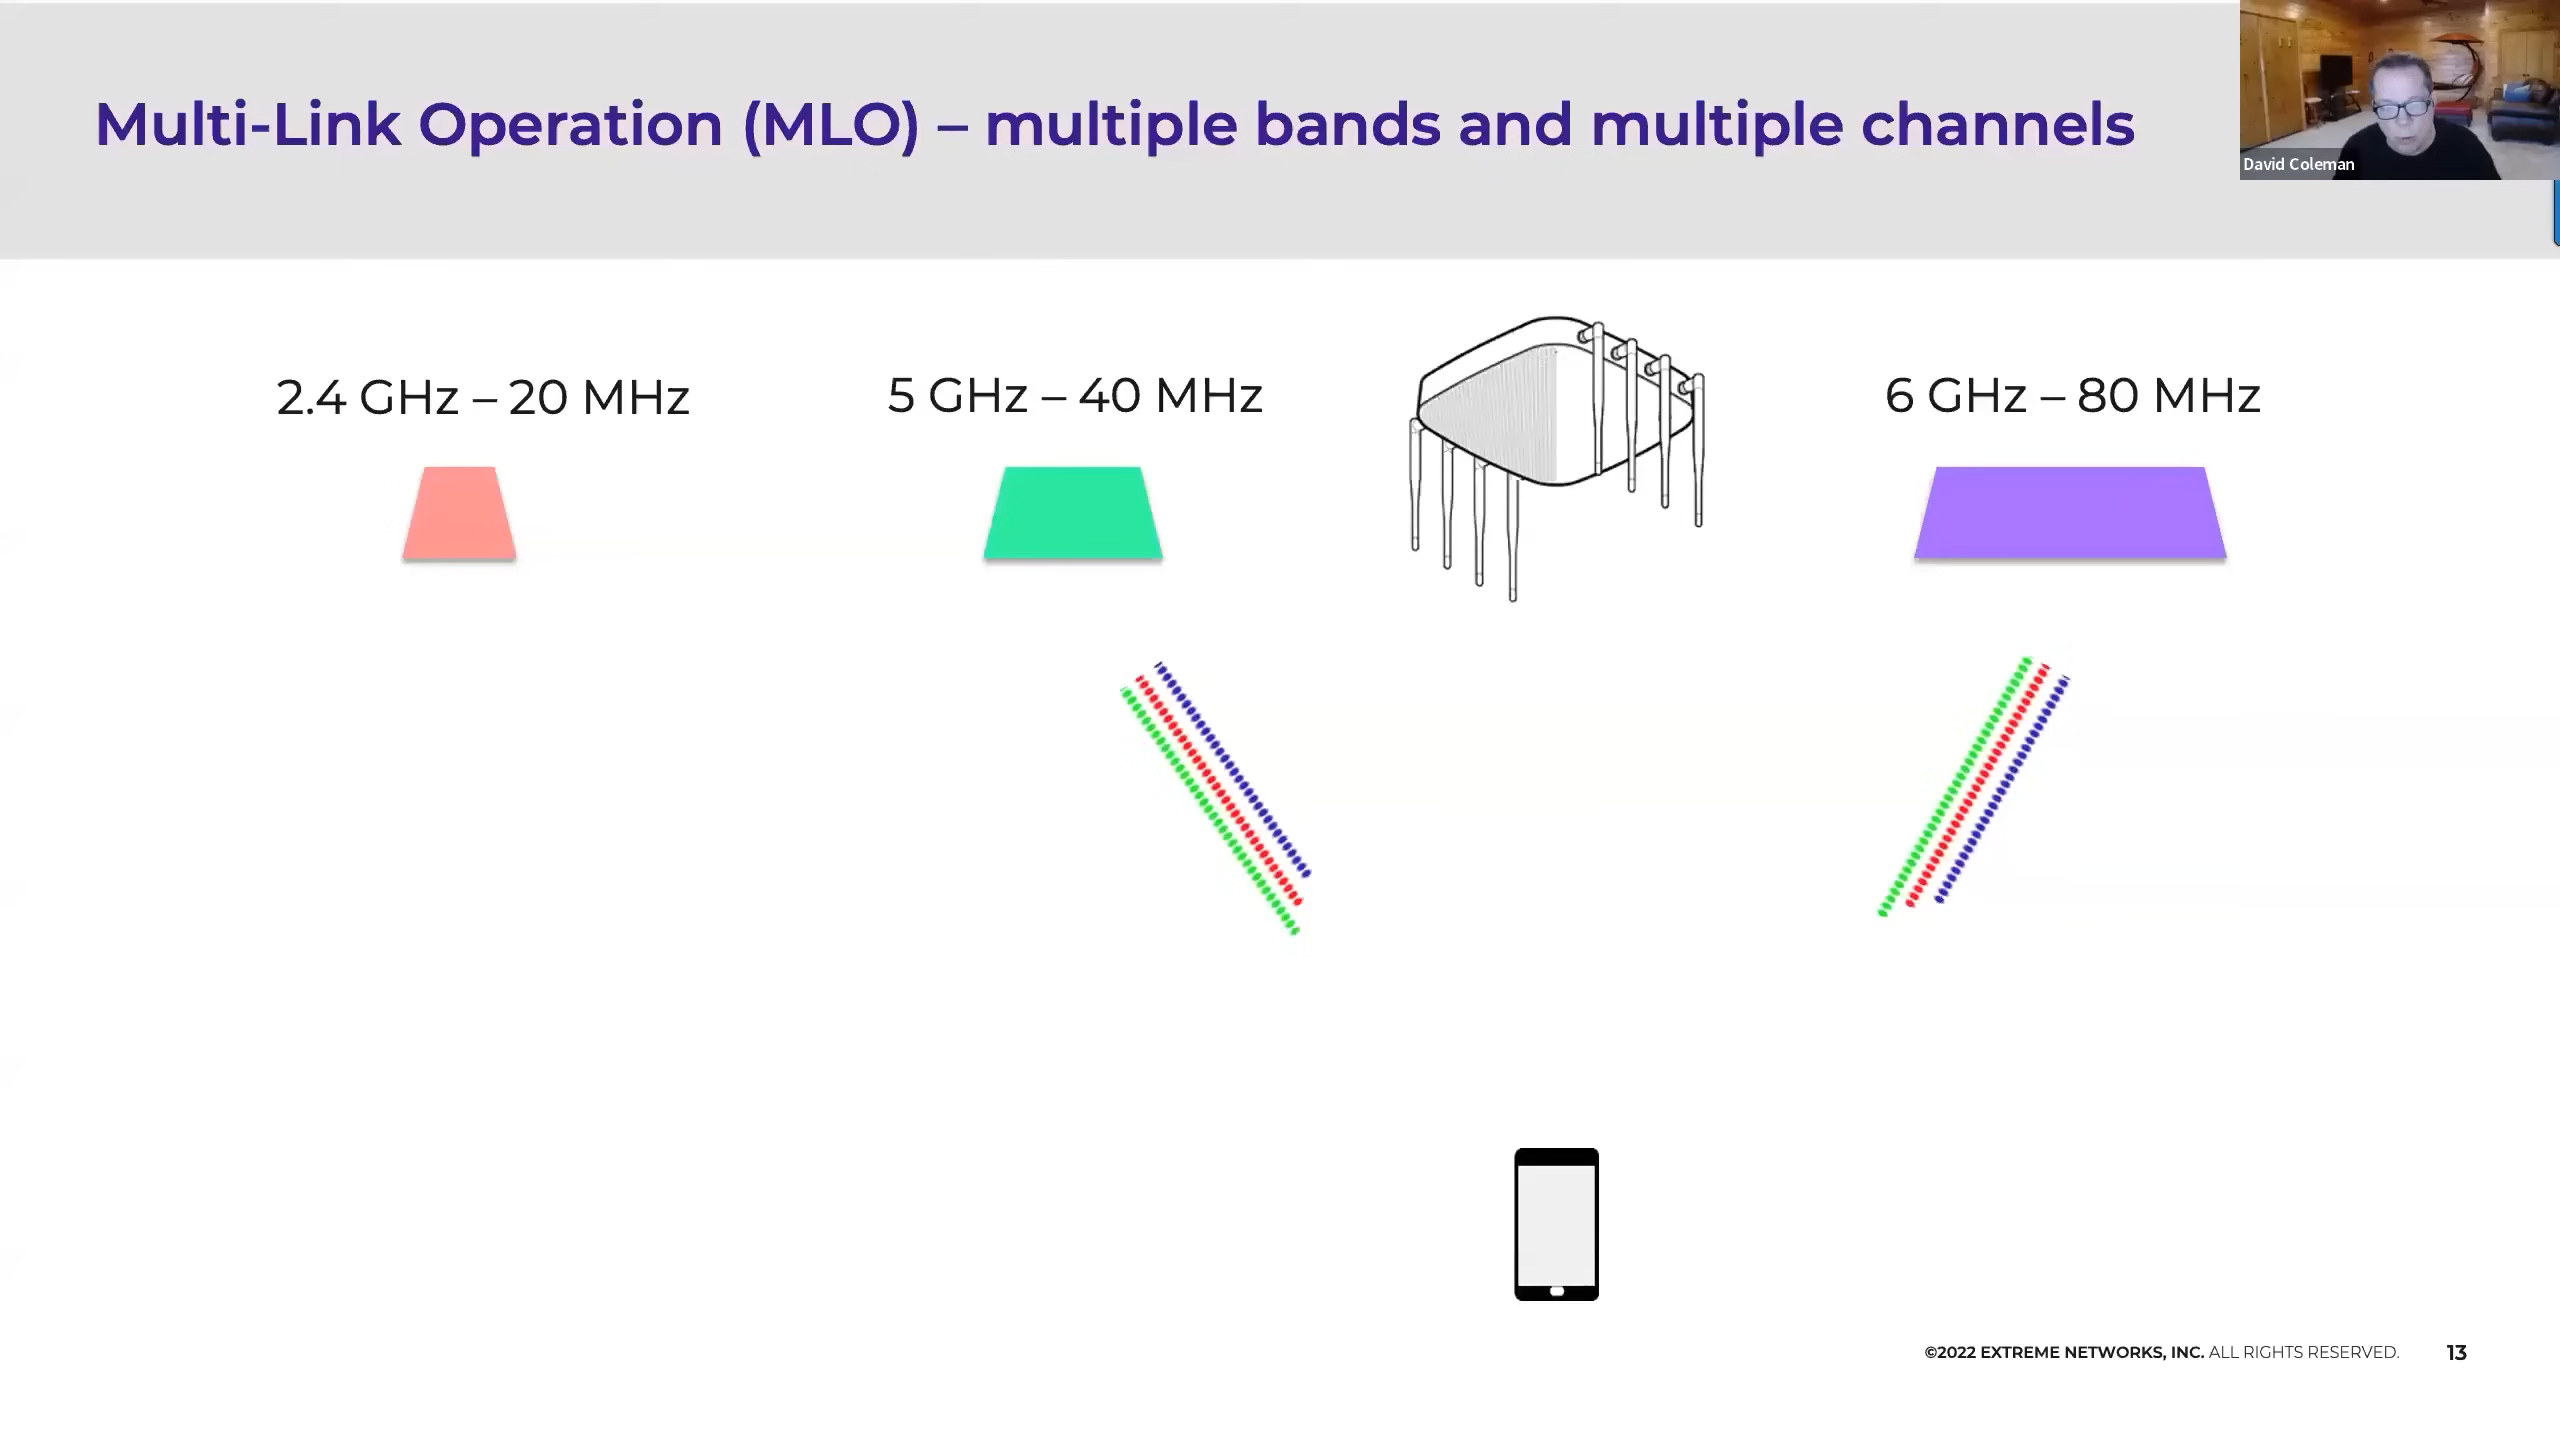 Multi-Link Operation (MLO) – multiple bands and multiple channels
David Coleman
2.4 GHz – 20 MHz
5 GHz – 40 MHz
6 GHz – 80 MHz
©2022 EXTREME NETWORKS, INC. ALL RIGHTS RESERVED. 13